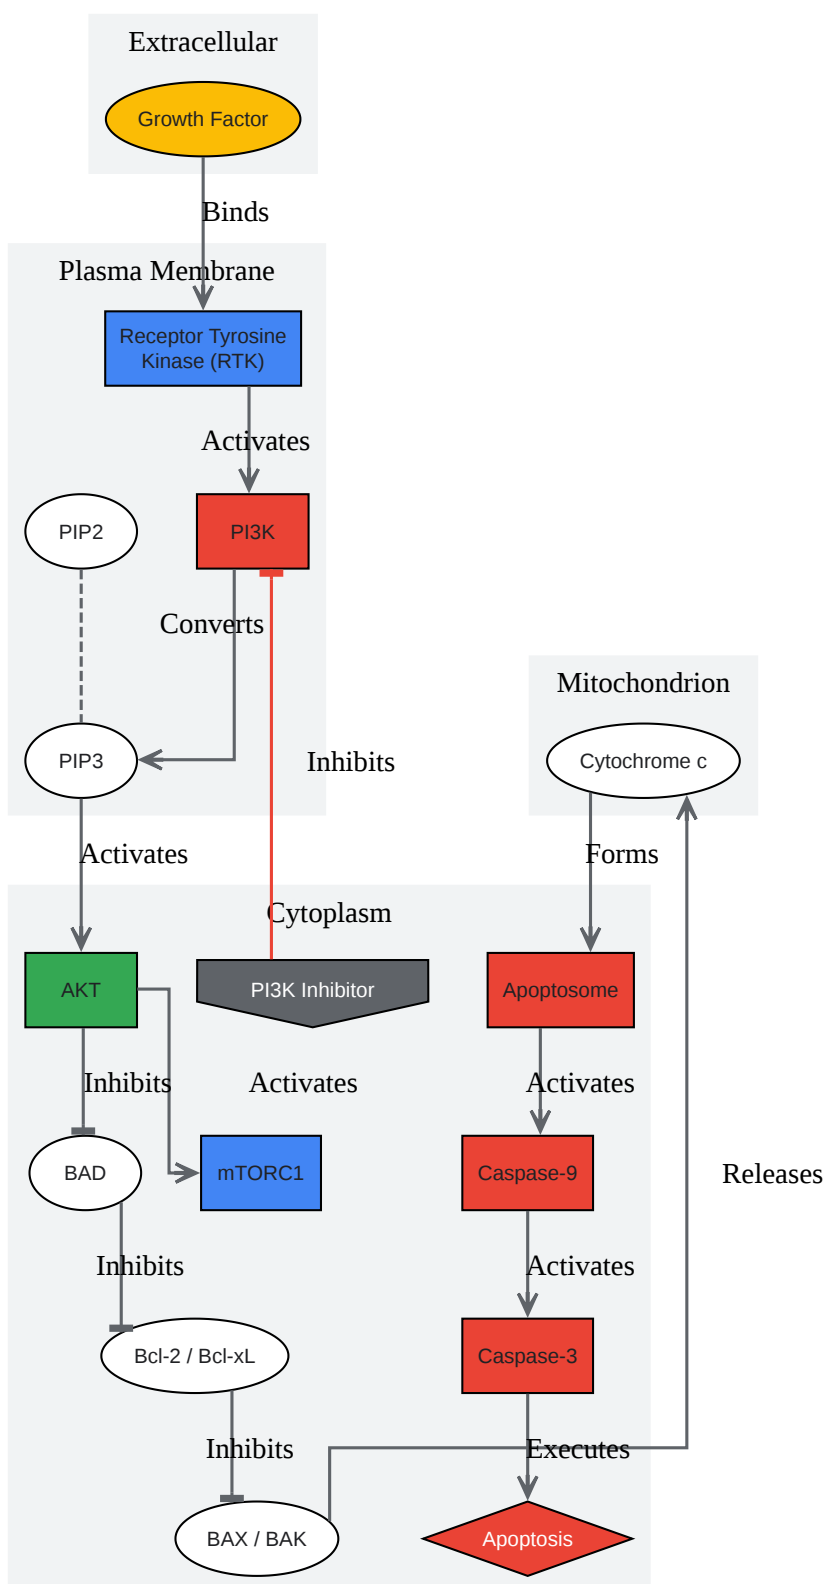 Extracellular
Growth Factor
Binds
Plasma Membrane
Receptor Tyrosine
Kinase (RTK)
Activates
PIP2
PI3K
Converts
Mitochondrion
PIP3
Inhibits
Cytochrome c
Activates
Forms
Cytoplasm
AKT
PI3K Inhibitor
Apoptosome
Inhibits
Activates
Activates
BAD
mTORC1
Caspase-9
Releases
Inhibits
Activates
Bcl-2 / Bcl-xL
Caspase-3
Inhibits
Executes
BAX / BAK
Apoptosis